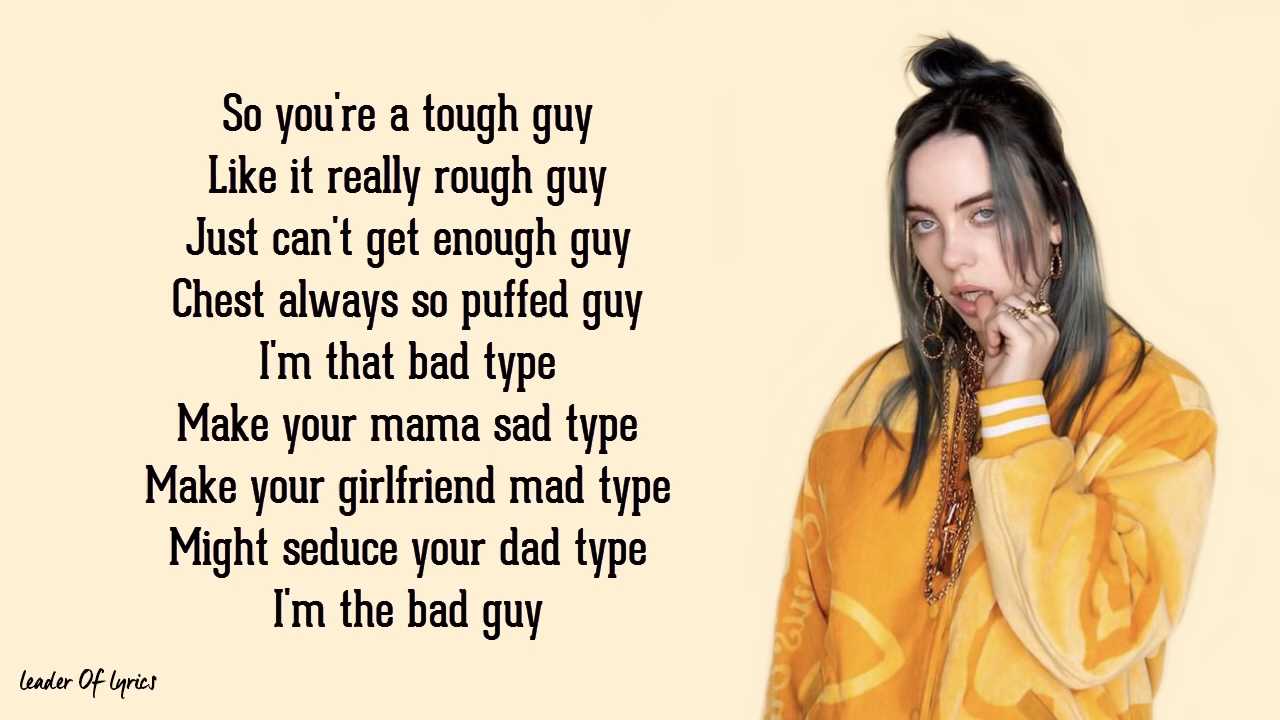 So you're a tough guy
Like it really rough guy
Just can't get enough guy
Chest always so puffed guy
I'm that bad type
Make your mama sad type
Make your girlfriend mad type
Might seduce your dad type
I'm the bad guy
Leader Of Lyrics